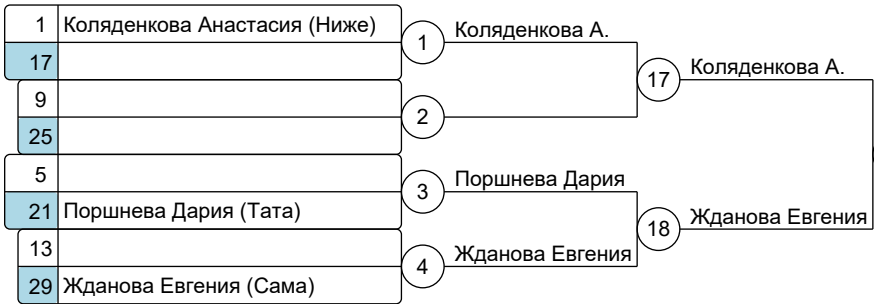 1 Коляденкова Анастасия (Ниже)
17
1 Коляденкова А.
9
25
2
17 Коляденкова А.
5
21 Поршнева Дария (Тата)
3 Поршнева Дария
13
29 Жданова Евгения (Сама)
4 Жданова Евгения
18 Жданова Евгения